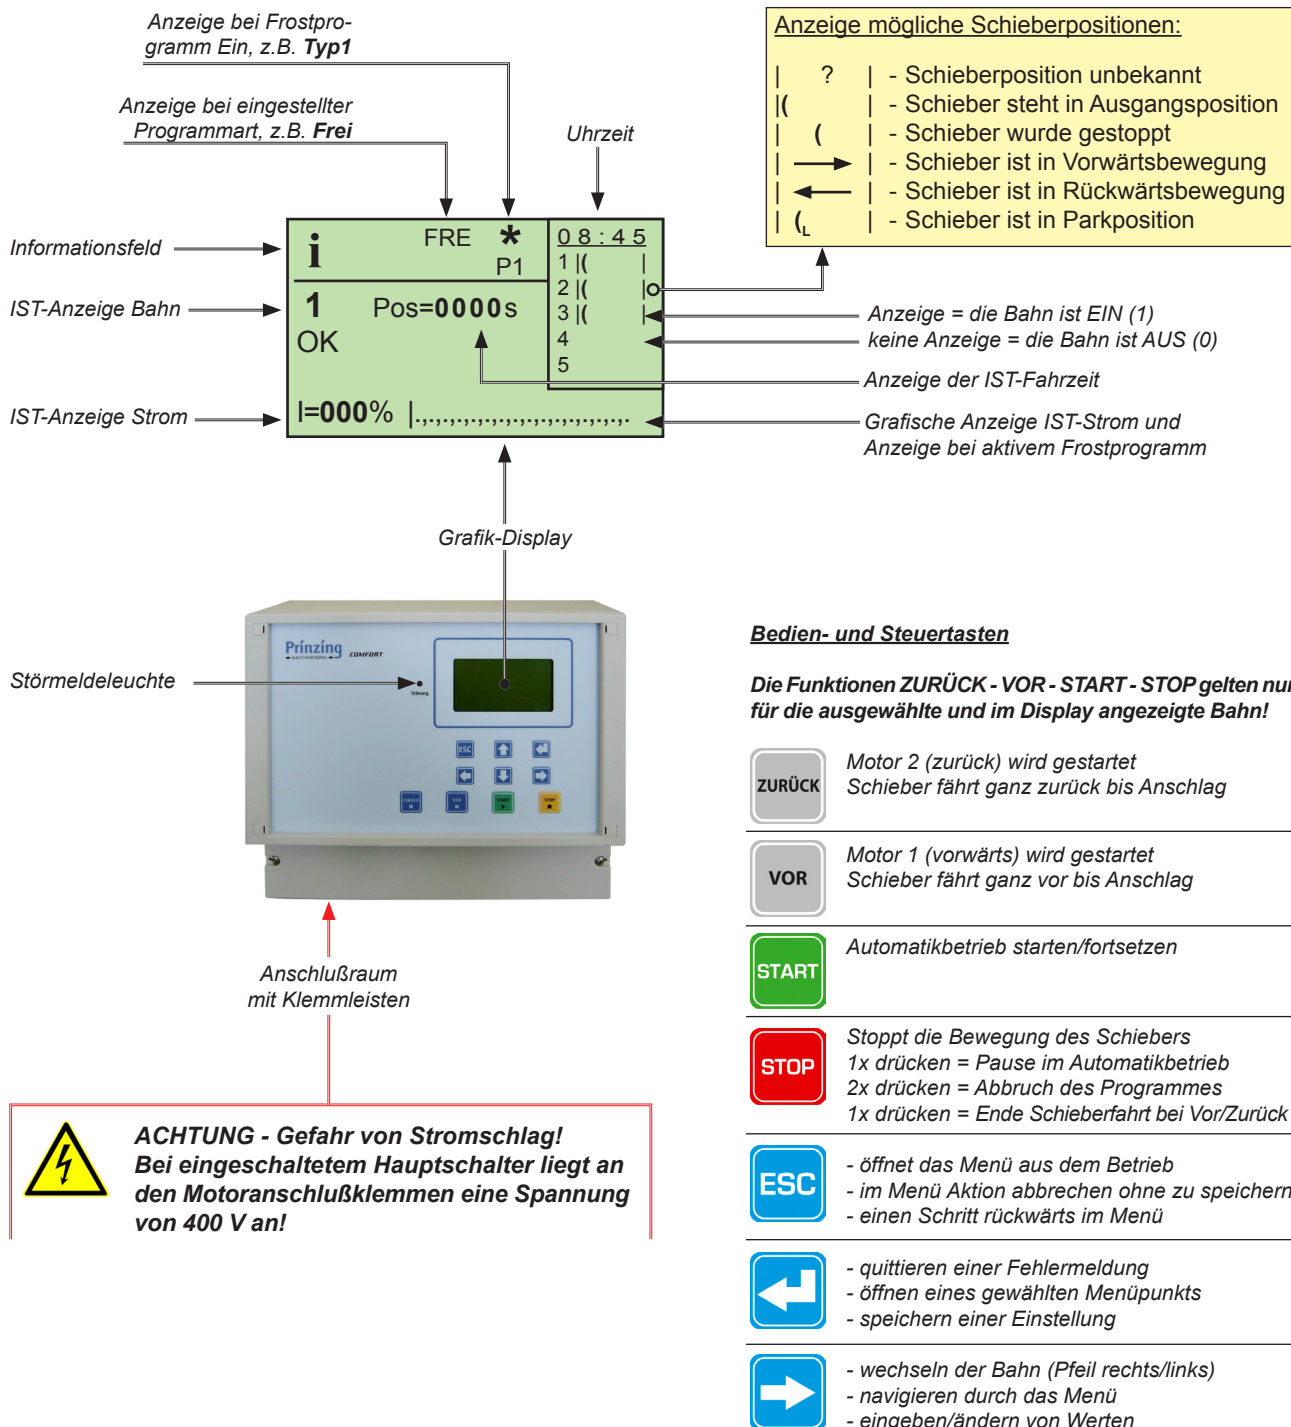 Anzeige bei Frostpro-
gramm Ein, z.B. Typ1
Anzeige bei eingestellter
Programmart, z.B. Frei
Uhrzeit
Anzeige mögliche Schieberpositionen:
| ? | - Schieberposition unbekannt
|( | - Schieber steht in Ausgangsposition
| ( | - Schieber wurde gestoppt
| → | - Schieber ist in Vorwärtsbewegung
| ← | - Schieber ist in Rückwärtsbewegung
| (L | - Schieber ist in Parkposition
Informationsfeld
IST-Anzeige Bahn
IST-Anzeige Strom
i FRE *
P1
1 Pos=0000s
OK
I=000% |.,.,.,.,.,.,.,.,.,.,.,.,.,.,.
08:45
1 |( |
2 |( |
3 |( |
4
5
Anzeige = die Bahn ist EIN (1)
keine Anzeige = die Bahn ist AUS (0)
Anzeige der IST-Fahrzeit
Grafische Anzeige IST-Strom und
Anzeige bei aktivem Frostprogramm
Grafik-Display
Störmeldeleuchte
Prinzing
MASCHINENBAU
COMFORT
Störung
ESC
ZURÜCK
VOR
START
STOP
Anschlußraum
mit Klemmleisten
ACHTUNG - Gefahr von Stromschlag!
Bei eingeschaltetem Hauptschalter liegt an
den Motoranschlußklemmen eine Spannung
von 400 V an!
Bedien- und Steuertasten
Die Funktionen ZURÜCK - VOR - START - STOP gelten nur
für die ausgewählte und im Display angezeigte Bahn!
ZURÜCK
Motor 2 (zurück) wird gestartet
Schieber fährt ganz zurück bis Anschlag
VOR
Motor 1 (vorwärts) wird gestartet
Schieber fährt ganz vor bis Anschlag
START
Automatikbetrieb starten/fortsetzen
STOP
Stoppt die Bewegung des Schiebers
1x drücken = Pause im Automatikbetrieb
2x drücken = Abbruch des Programmes
1x drücken = Ende Schieberfahrt bei Vor/Zurück
ESC
- öffnet das Menü aus dem Betrieb
- im Menü Aktion abbrechen ohne zu speichern
- einen Schritt rückwärts im Menü
- quittieren einer Fehlermeldung
- öffnen eines gewählten Menüpunkts
- speichern einer Einstellung
- wechseln der Bahn (Pfeil rechts/links)
- navigieren durch das Menü
- eingeben/ändern von Werten